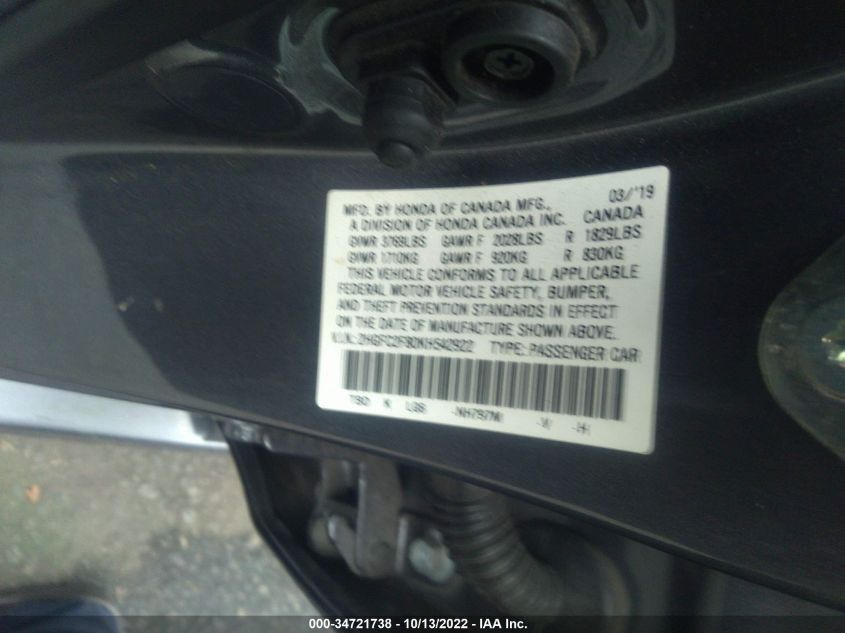 03/'19
MFD. BY HONDA OF CANADA MFG.,
A DIVISION OF HONDA CANADA INC. CANADA
GVWR 3769LBS GAWR F 2028LBS R 1829LBS
GVWR 1710KG GAWR F 920KG R 830KG
THIS VEHICLE CONFORMS TO ALL APPLICABLE
FEDERAL MOTOR VEHICLE SAFETY, BUMPER,
AND THEFT PREVENTION STANDARDS IN EFFECT
ON THE DATE OF MANUFACTURE SHOWN ABOVE.
V.I.N.: TYPE: PASSENGER CAR
NH797M
000-34721738 - 10/13/2022 - IAA Inc.